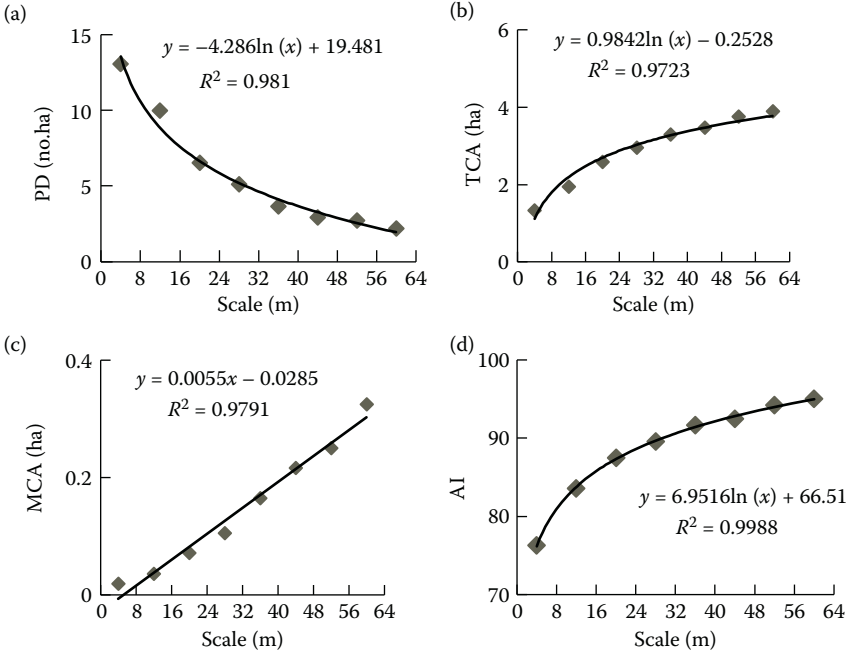 (a)
y = −4.286ln (x) + 19.481
R² = 0.981
15
10
5
0
PD (no.ha)
0 8 16 24 32 40 48 56 64
Scale (m)
(b)
y = 0.9842ln (x) − 0.2528
R² = 0.9723
6
4
2
0
TCA (ha)
0 8 16 24 32 40 48 56 64
Scale (m)
(c)
y = 0.0055x − 0.0285
R² = 0.9791
0.4
0.2
0
MCA (ha)
0 8 16 24 32 40 48 56 64
Scale (m)
(d)
100
90
80
70
AI
y = 6.9516ln (x) + 66.51
R² = 0.9988
0 8 16 24 32 40 48 56 64
Scale (m)